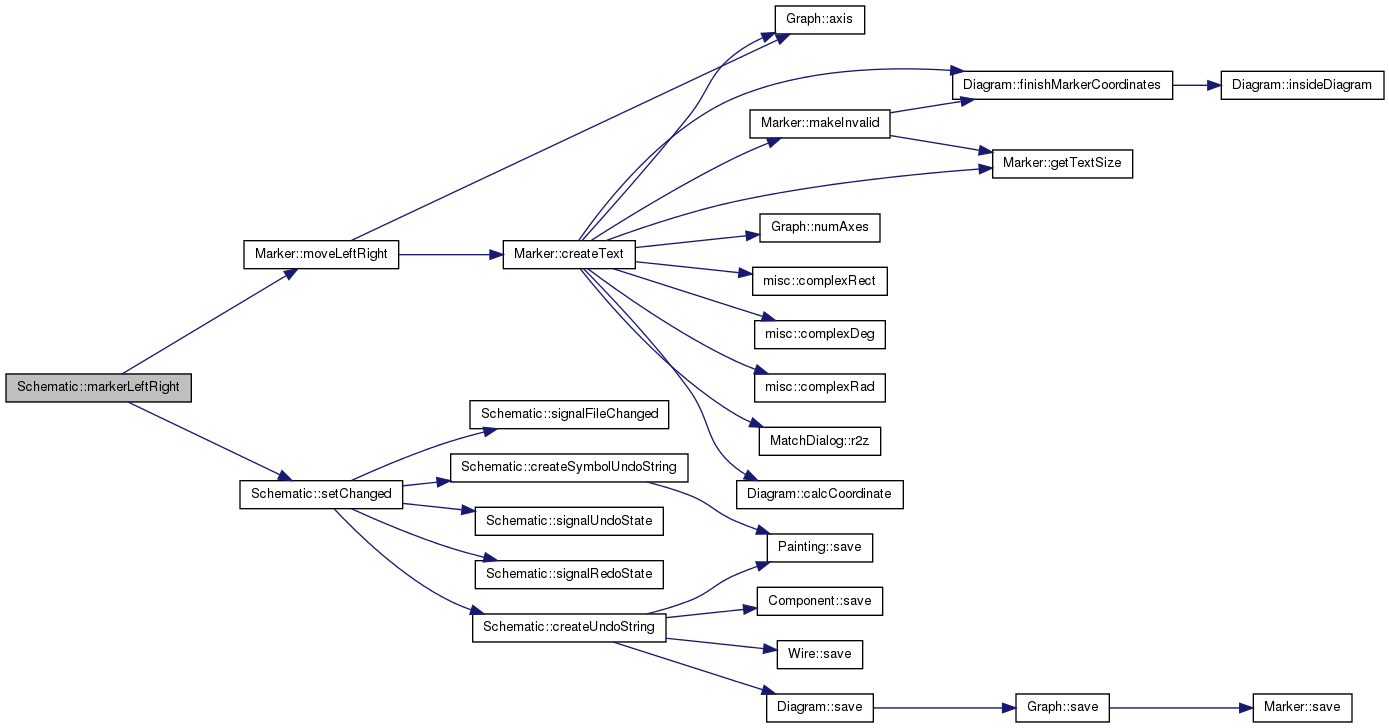 Graph::axis
Diagram::finishMarkerCoordinates
Diagram::insideDiagram
Marker::makeInvalid
Marker::getTextSize
Graph::numAxes
Marker::moveLeftRight
Marker::createText
misc::complexRect
misc::complexDeg
Schematic::markerLeftRight
misc::complexRad
Schematic::signalFileChanged
MatchDialog::r2z
Schematic::createSymbolUndoString
Schematic::setChanged
Diagram::calcCoordinate
Schematic::signalUndoState
Painting::save
Schematic::signalRedoState
Component::save
Schematic::createUndoString
Wire::save
Diagram::save
Graph::save
Marker::save